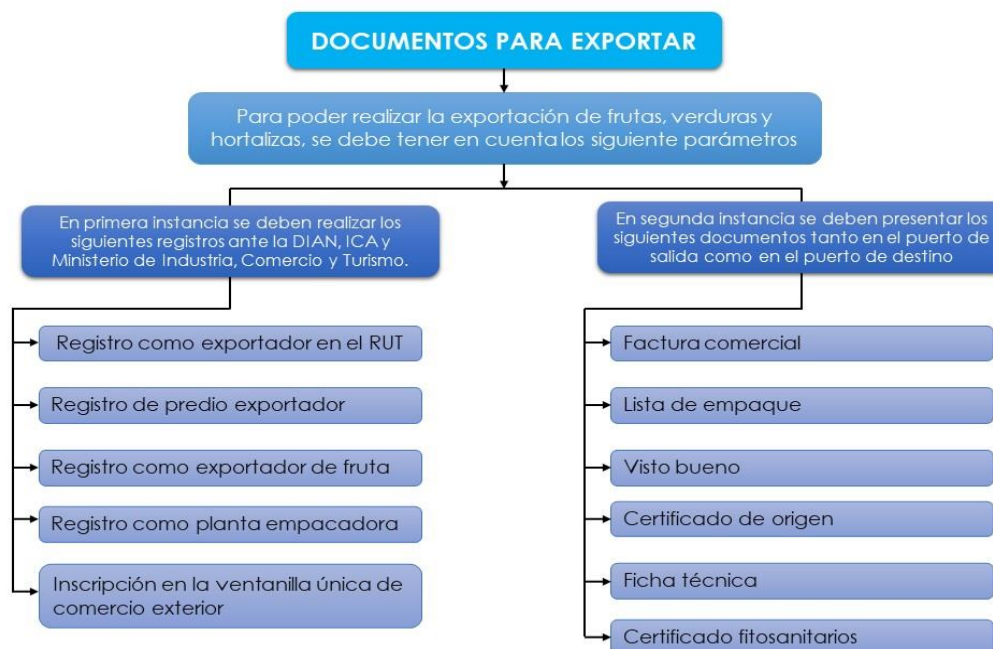 DOCUMENTOS PARA EXPORTAR
Para poder realizar la exportación de frutas, verduras y
hortalizas, se debe tener en cuenta los siguiente parámetros
En primera instancia se deben realizar los
siguientes registros ante la DIAN, ICA y
Ministerio de Industria, Comercio y Turismo.
Registro como exportador en el RUT
Registro de predio exportador
Registro como exportador de fruta
Registro como planta empacadora
Inscripción en la ventanilla única de
comercio exterior
En segunda instancia se deben presentar los
siguientes documentos tanto en el puerto de
salida como en el puerto de destino
Factura comercial
Lista de empaque
Visto bueno
Certificado de origen
Ficha técnica
Certificado fitosanitarios